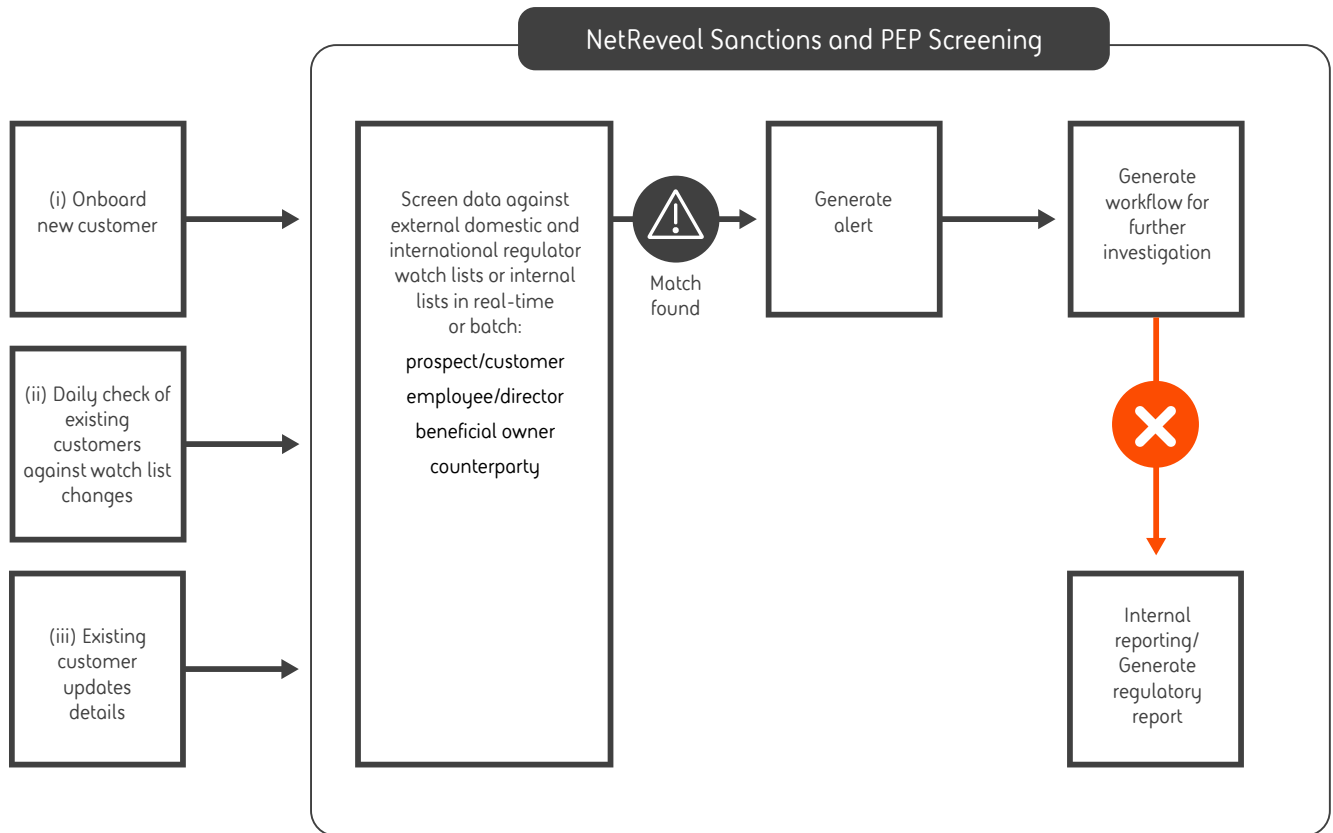 NetReveal Sanctions and PEP Screening
(i) Onboard
new customer
(ii) Daily check of
existing
customers
against watch list
changes
(iii) Existing
customer
updates
details
Screen data against
external domestic and
international regulator
watch lists or internal
lists in real-time
or batch:
prospect/customer
employee/director
beneficial owner
counterparty
Match
found
Generate
alert
Generate
workflow for
further
investigation
Internal
reporting/
Generate
regulatory
report